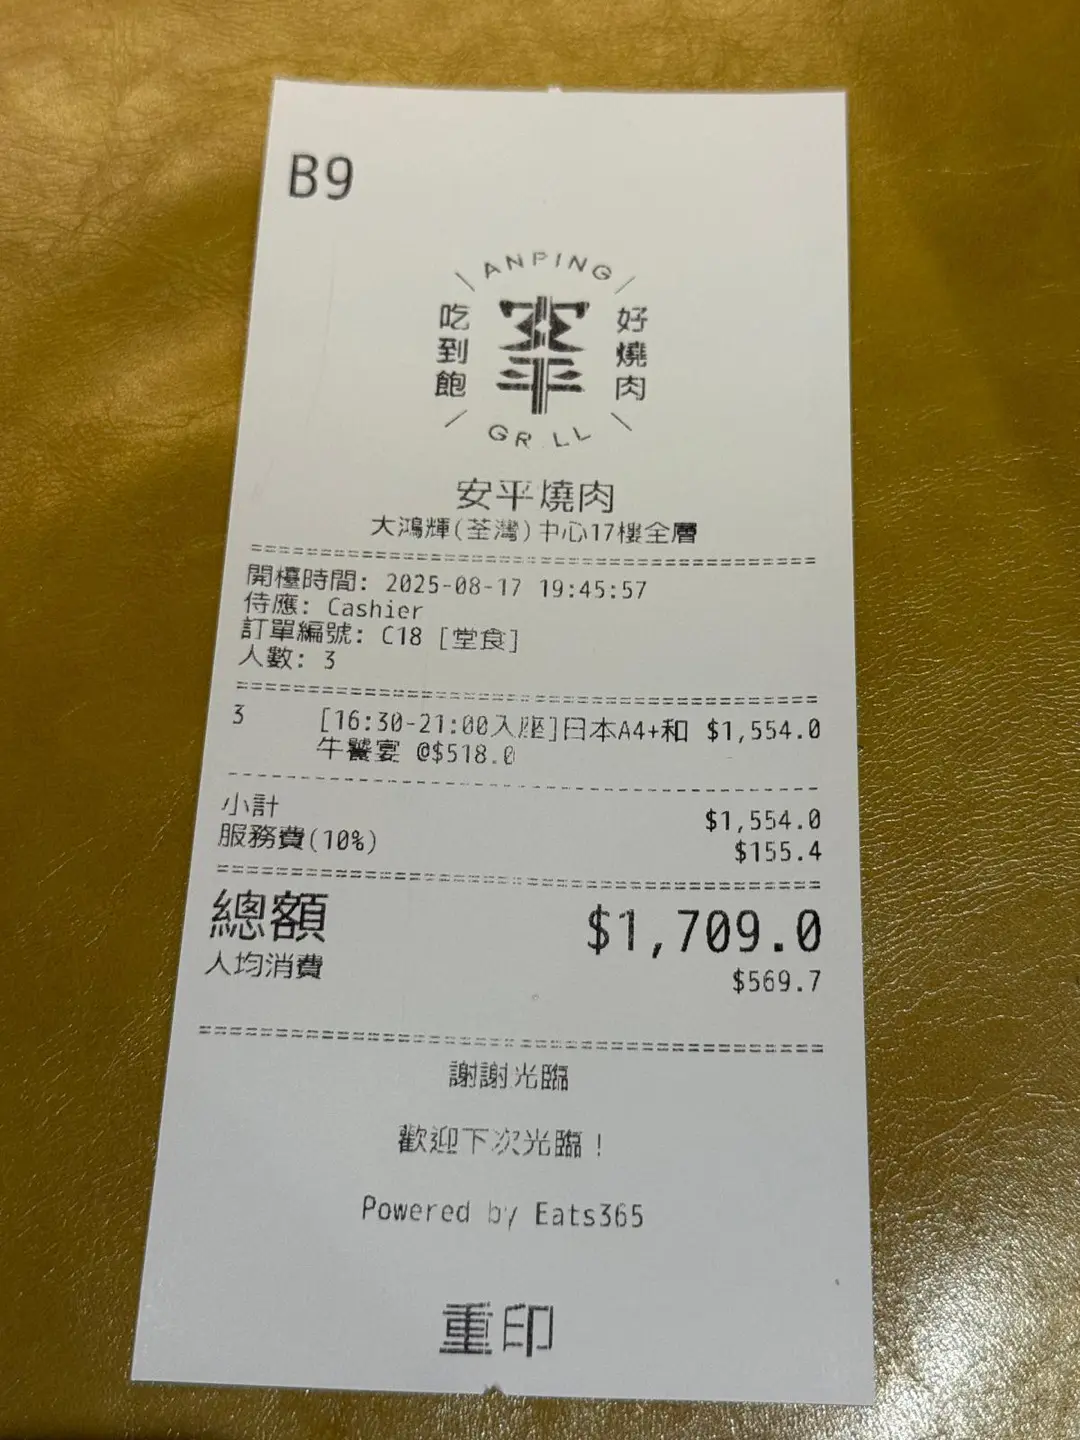 B9
ANPING
吃到飽
安平
好燒肉
GRILL
安平燒肉
大鴻輝(荃灣)中心17樓全層
開檯時間: 2025-08-17 19:45:57
侍應: Cashier
訂單編號: C18 [堂食]
人數: 3
3 [16:30-21:00入座]日本A4+和 $1,554.0
牛饗宴 @$518.0
小計 $1,554.0
服務費(10%) $155.4
總額 $1,709.0
人均消費 $569.7
謝謝光臨
歡迎下次光臨！
Powered by Eats365
重印